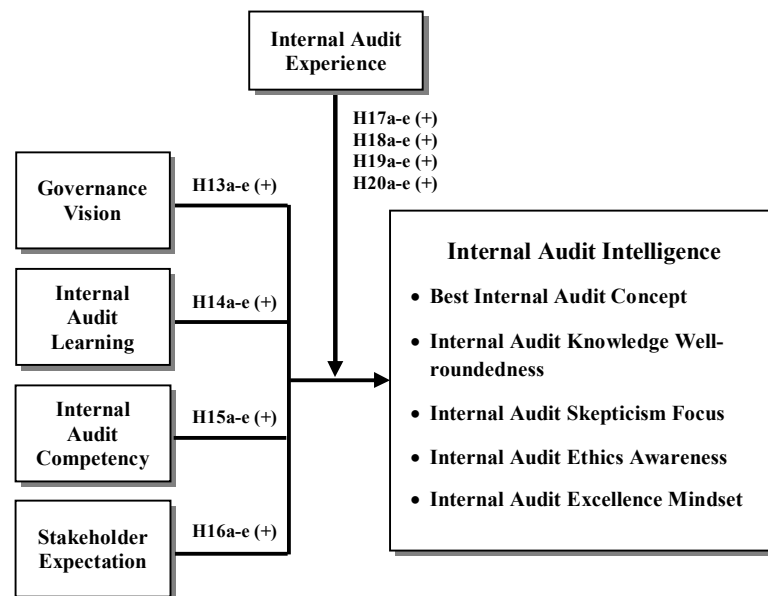 Internal Audit
Experience
H17a-e (+)
H18a-e (+)
H19a-e (+)
H20a-e (+)
Governance
Vision
H13a-e (+)
Internal
Audit
Learning
H14a-e (+)
Internal
Audit
Competency
H15a-e (+)
Stakeholder
Expectation
H16a-e (+)
Internal Audit Intelligence
• Best Internal Audit Concept
• Internal Audit Knowledge Well-
roundedness
• Internal Audit Skepticism Focus
• Internal Audit Ethics Awareness
• Internal Audit Excellence Mindset